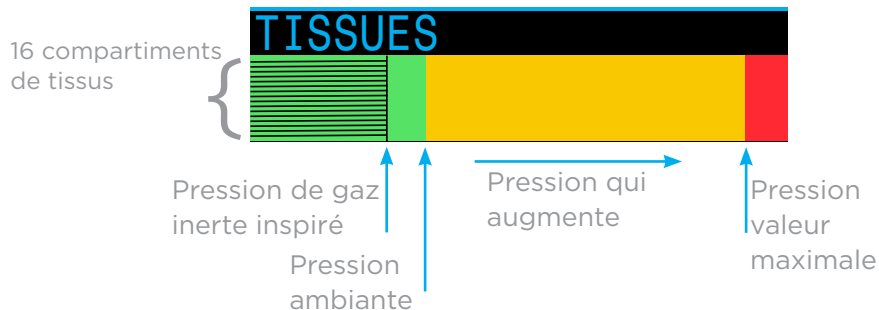 TISSUES
16 compartiments
de tissus
Pression de gaz
inerte inspiré
Pression
ambiante
Pression qui
augmente
Pression
valeur
maximale